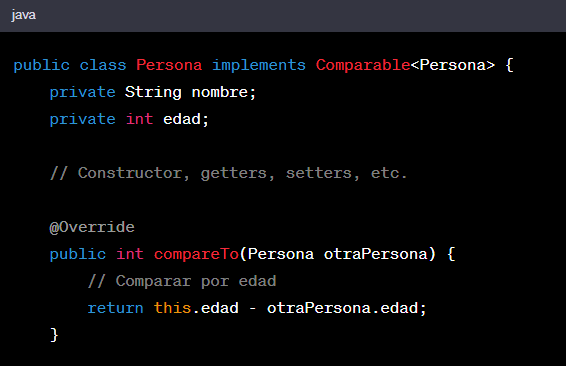 java
public class Persona implements Comparable<Persona> {
    private String nombre;
    private int edad;
    // Constructor, getters, setters, etc.
    @Override
    public int compareTo(Persona otraPersona) {
        // Comparar por edad
        return this.edad - otraPersona.edad;
    }